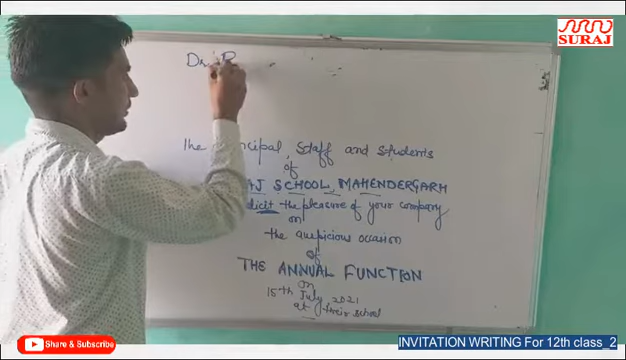 SURAJ
Dr. R
The Principal, Staff and Students
of
AJ SCHOOL, MAHENDERGARH
licit the pleasure of your company
on
the auspicious occasion
of
THE ANNUAL FUNCTION
on
15th July 2021
at their school
Share & Subscribe
INVITATION WRITING For 12th class_2